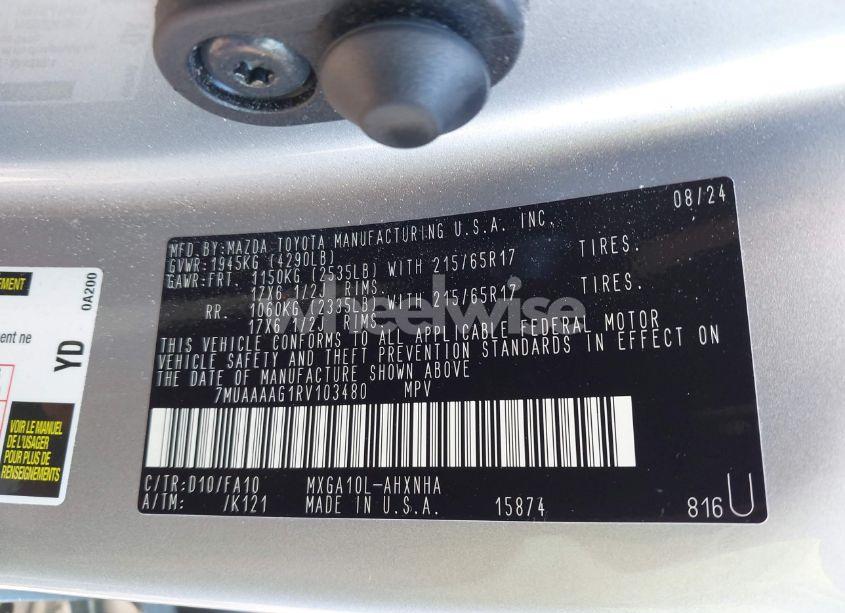 08/24
MFD.BY:MAZDA TOYOTA MANUFACTURING U.S.A. INC.
GVWR:1945KG (4290LB)
GAWR:FRT. 1150KG (2535LB) WITH 215/65R17 TIRES.
17X6 1/2J RIMS.
RR. 1060KG (2335LB) WITH 215/65R17 TIRES.
17X6 1/2J RIMS.
wheelwise
THIS VEHICLE CONFORMS TO ALL APPLICABLE FEDERAL MOTOR
VEHICLE SAFETY AND THEFT PREVENTION STANDARDS IN EFFECT ON
THE DATE OF MANUFACTURE SHOWN ABOVE
7MUAAAAG1RV103480 MPV
C/TR:D10/FA10 MXGA10L-AHXNHA
A/TM: /K121 MADE IN U.S.A. 15874 816U
0A200
YD
VOIR LE MANUEL
DE L'USAGER
POUR PLUS DE
RENSEIGNEMENTS